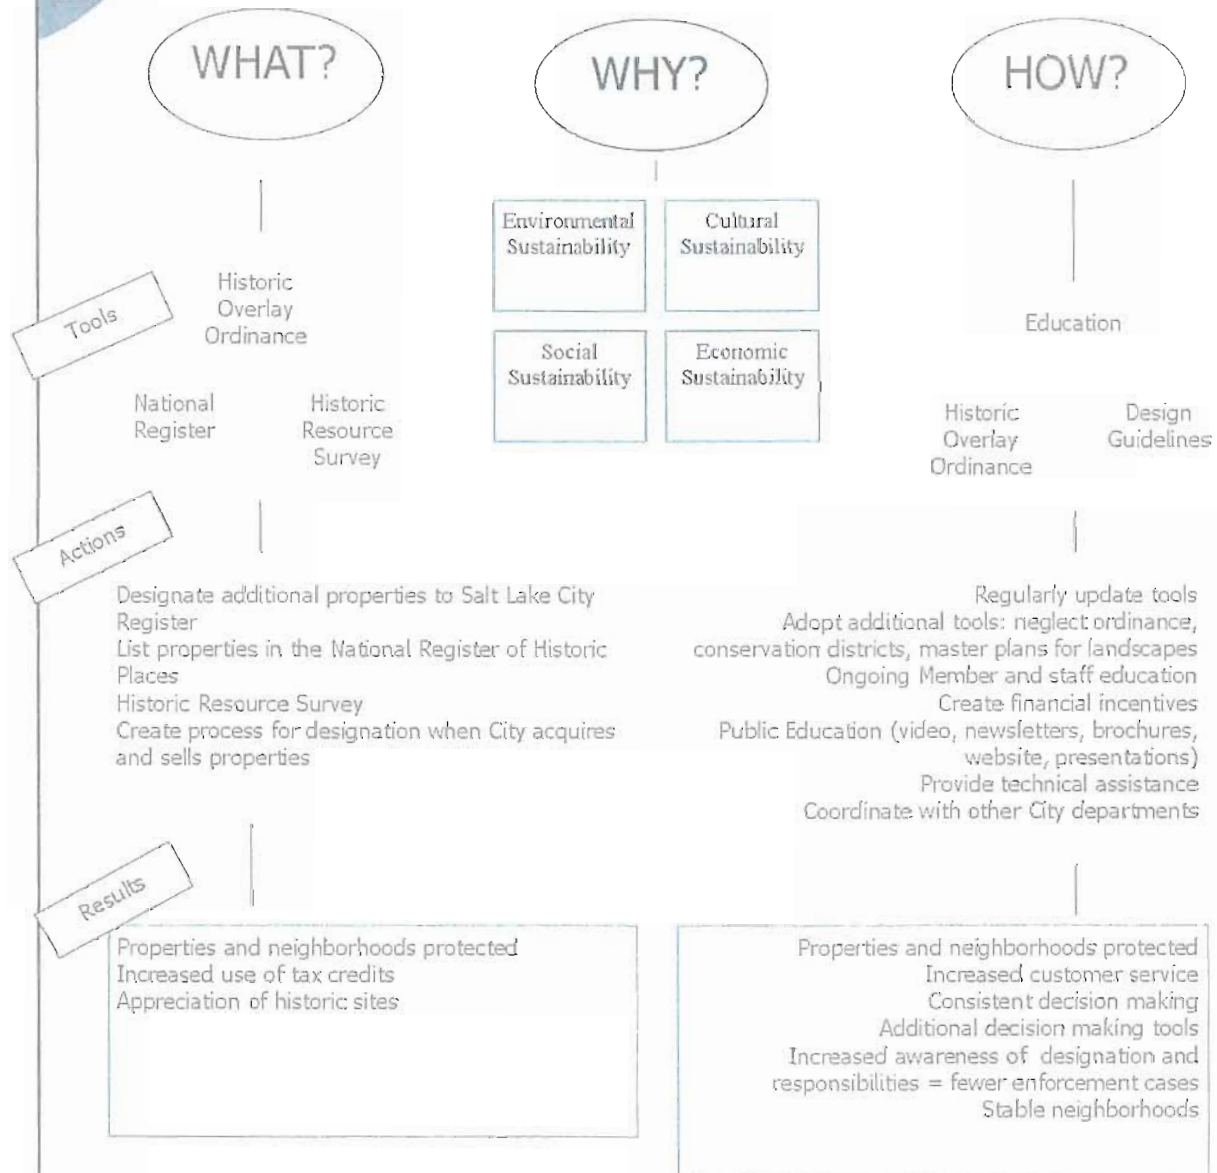 WHAT?
WHY?
HOW?
Environmental
Sustainability
Cultural
Sustainability
Social
Sustainability
Economic
Sustainability
Tools
Historic
Overlay
Ordinance
National
Register
Historic
Resource
Survey
Education
Historic
Overlay
Ordinance
Design
Guidelines
Actions
Designate additional properties to Salt Lake City
Register
List properties in the National Register of Historic
Places
Historic Resource Survey
Create process for designation when City acquires
and sells properties
Regularly update tools
Adopt additional tools: neglect ordinance,
conservation districts, master plans for landscapes
Ongoing Member and staff education
Create financial incentives
Public Education (video, newsletters, brochures,
website, presentations)
Provide technical assistance
Coordinate with other City departments
Results
Properties and neighborhoods protected
Increased use of tax credits
Appreciation of historic sites
Properties and neighborhoods protected
Increased customer service
Consistent decision making
Additional decision making tools
Increased awareness of designation and
responsibilities = fewer enforcement cases
Stable neighborhoods